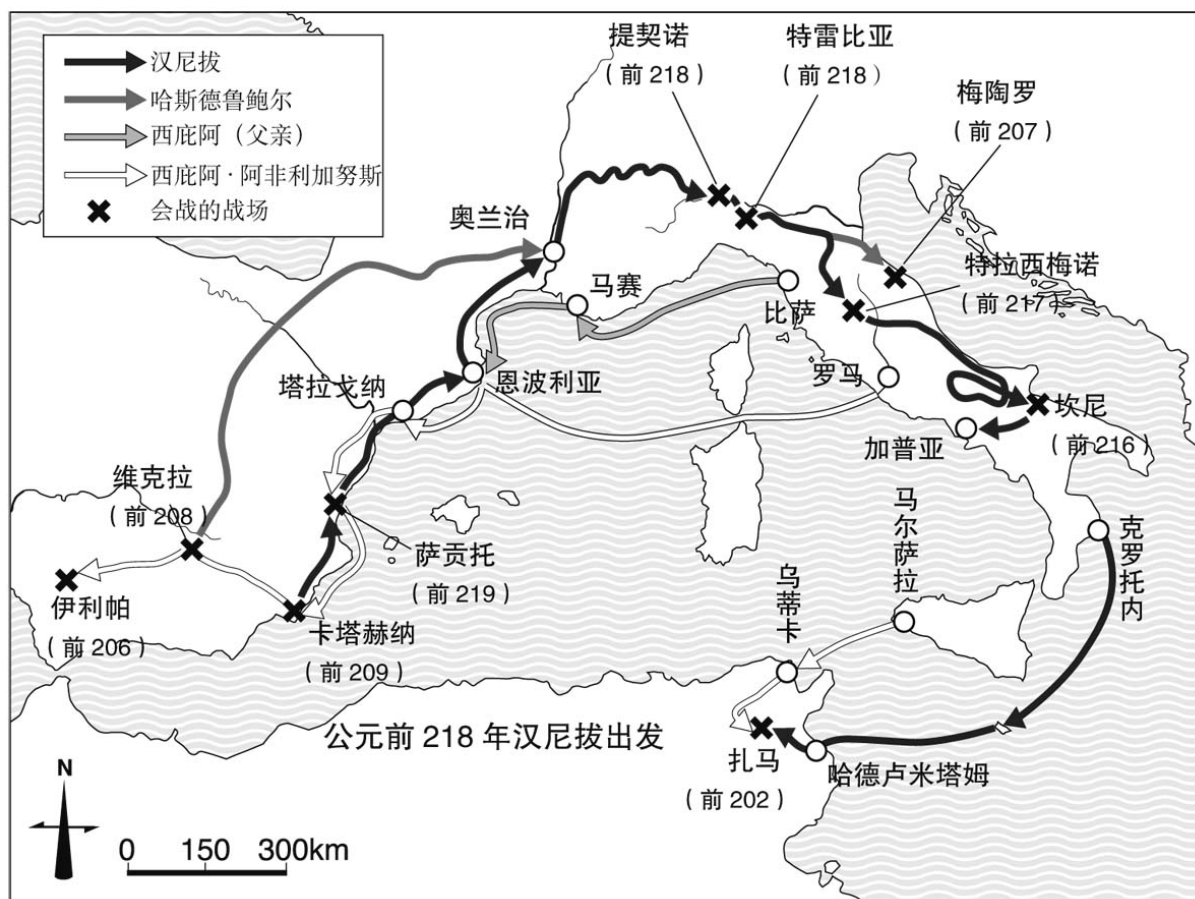 汉尼拔
哈斯德鲁鲍尔
西庇阿（父亲）
西庇阿·阿非利加努斯
会战的战场
提契诺
（前 218）
特雷比亚
（前 218）
梅陶罗
（前 207）
奥兰治
马赛
比萨
特拉西梅诺
（前 217）
塔拉戈纳
恩波利亚
罗马
坎尼
（前 216）
加普亚
维克拉
（前 208）
萨贡托
（前 219）
马尔萨拉
克罗托内
乌蒂卡
伊利帕
（前 206）
卡塔赫纳
（前 209）
公元前 218 年汉尼拔出发
扎马
（前 202）
哈德卢米塔姆
N
0 150 300km